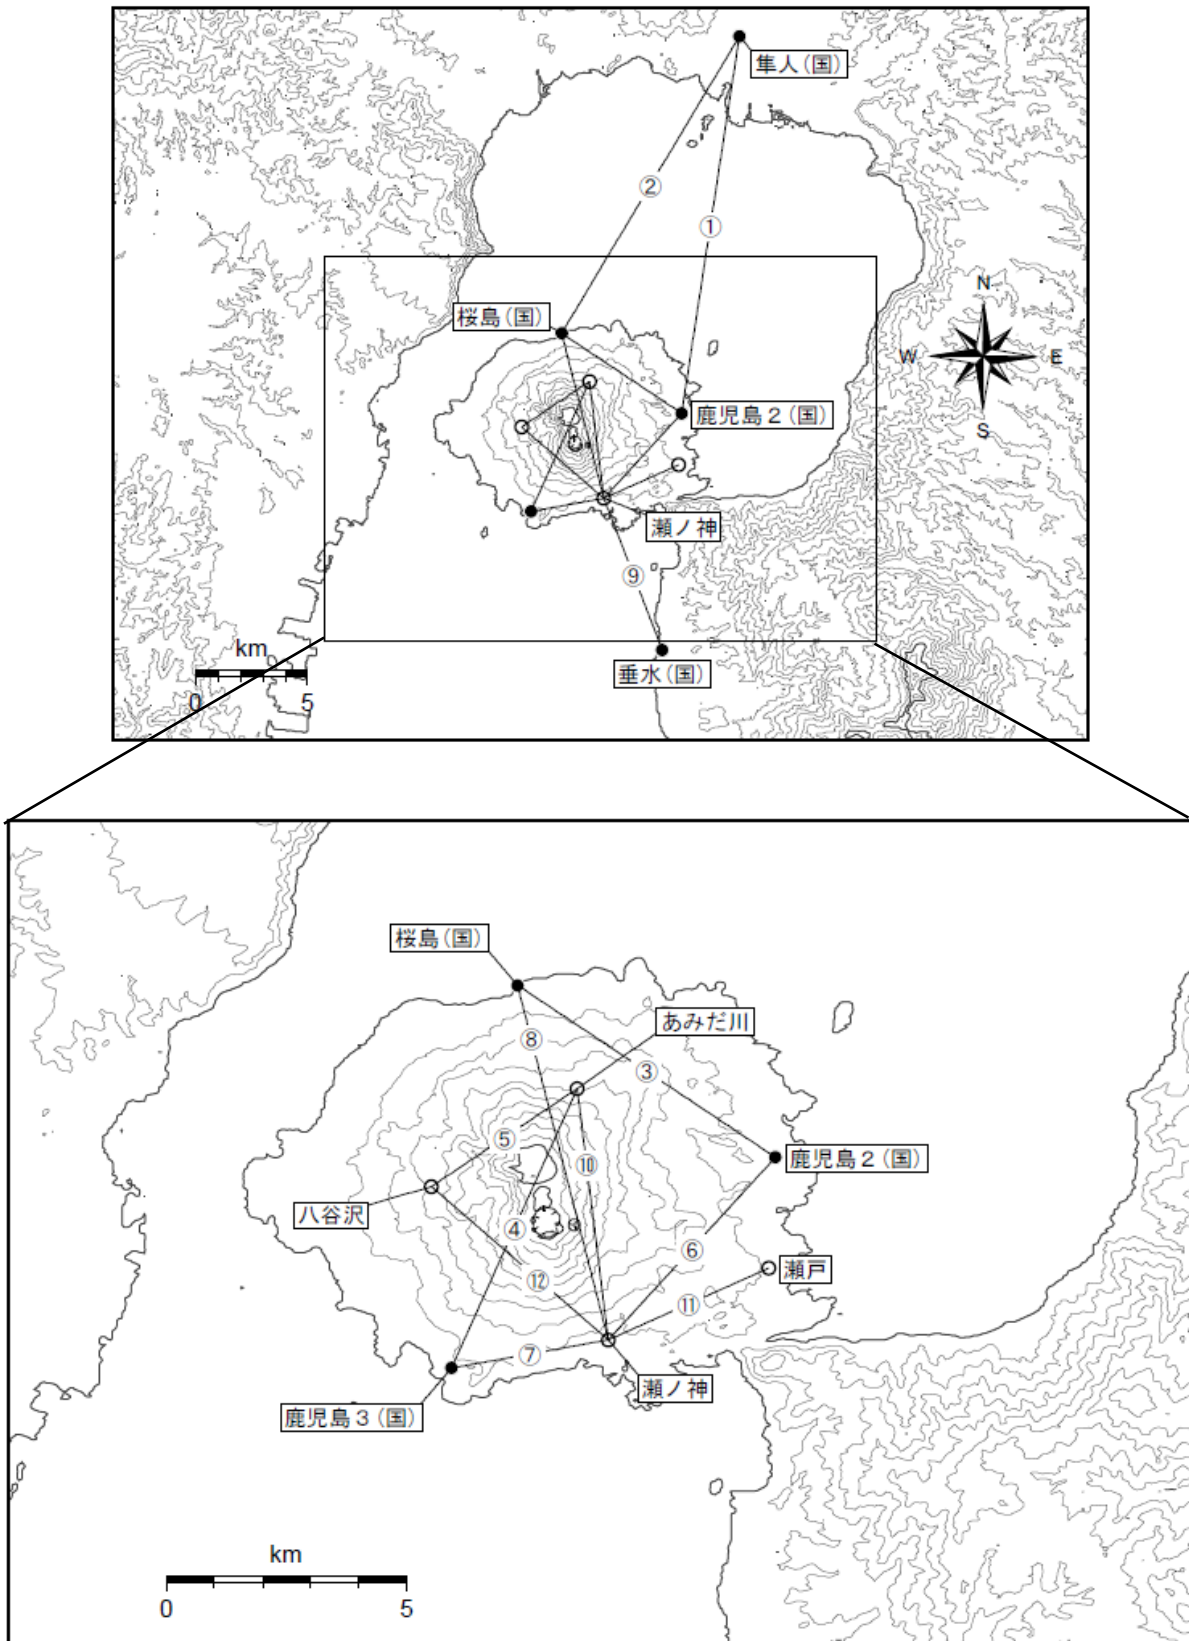 隼人(国)
②
①
N
桜島(国)
W
E
鹿児島2(国)
S
瀬ノ神
⑨
km
垂水(国)
0
5
桜島(国)
あみだ川
⑧
③
⑤
鹿児島2(国)
⑩
八谷沢
④
⑥
瀬戸
⑫
⑪
⑦
瀬ノ神
鹿児島3(国)
km
0
5